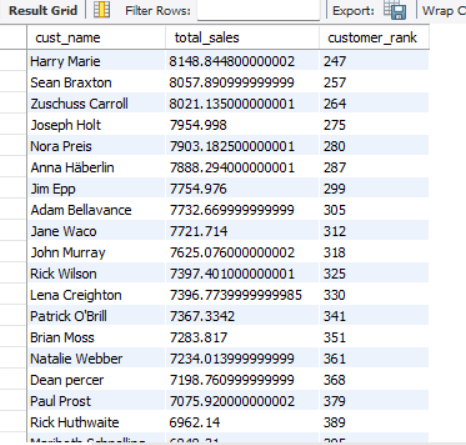 Result Grid Filter Rows: Export: Wrap C
cust_name total_sales customer_rank
Harry Marie 8148.844800000002 247
Sean Braxton 8057.890999999999 257
Zuschuss Carroll 8021.135000000001 264
Joseph Holt 7954.998 275
Nora Preis 7903.182500000001 280
Anna Häberlin 7888.294000000001 287
Jim Epp 7754.976 299
Adam Bellavance 7732.669999999999 305
Jane Waco 7721.714 312
John Murray 7625.076000000002 318
Rick Wilson 7397.401000000001 325
Lena Creighton 7396.7739999999985 330
Patrick O'Brill 7367.3342 341
Brian Moss 7283.817 351
Natalie Webber 7234.013999999999 361
Dean percer 7198.760999999999 368
Paul Prost 7075.920000000002 379
Rick Huthwaite 6962.14 389